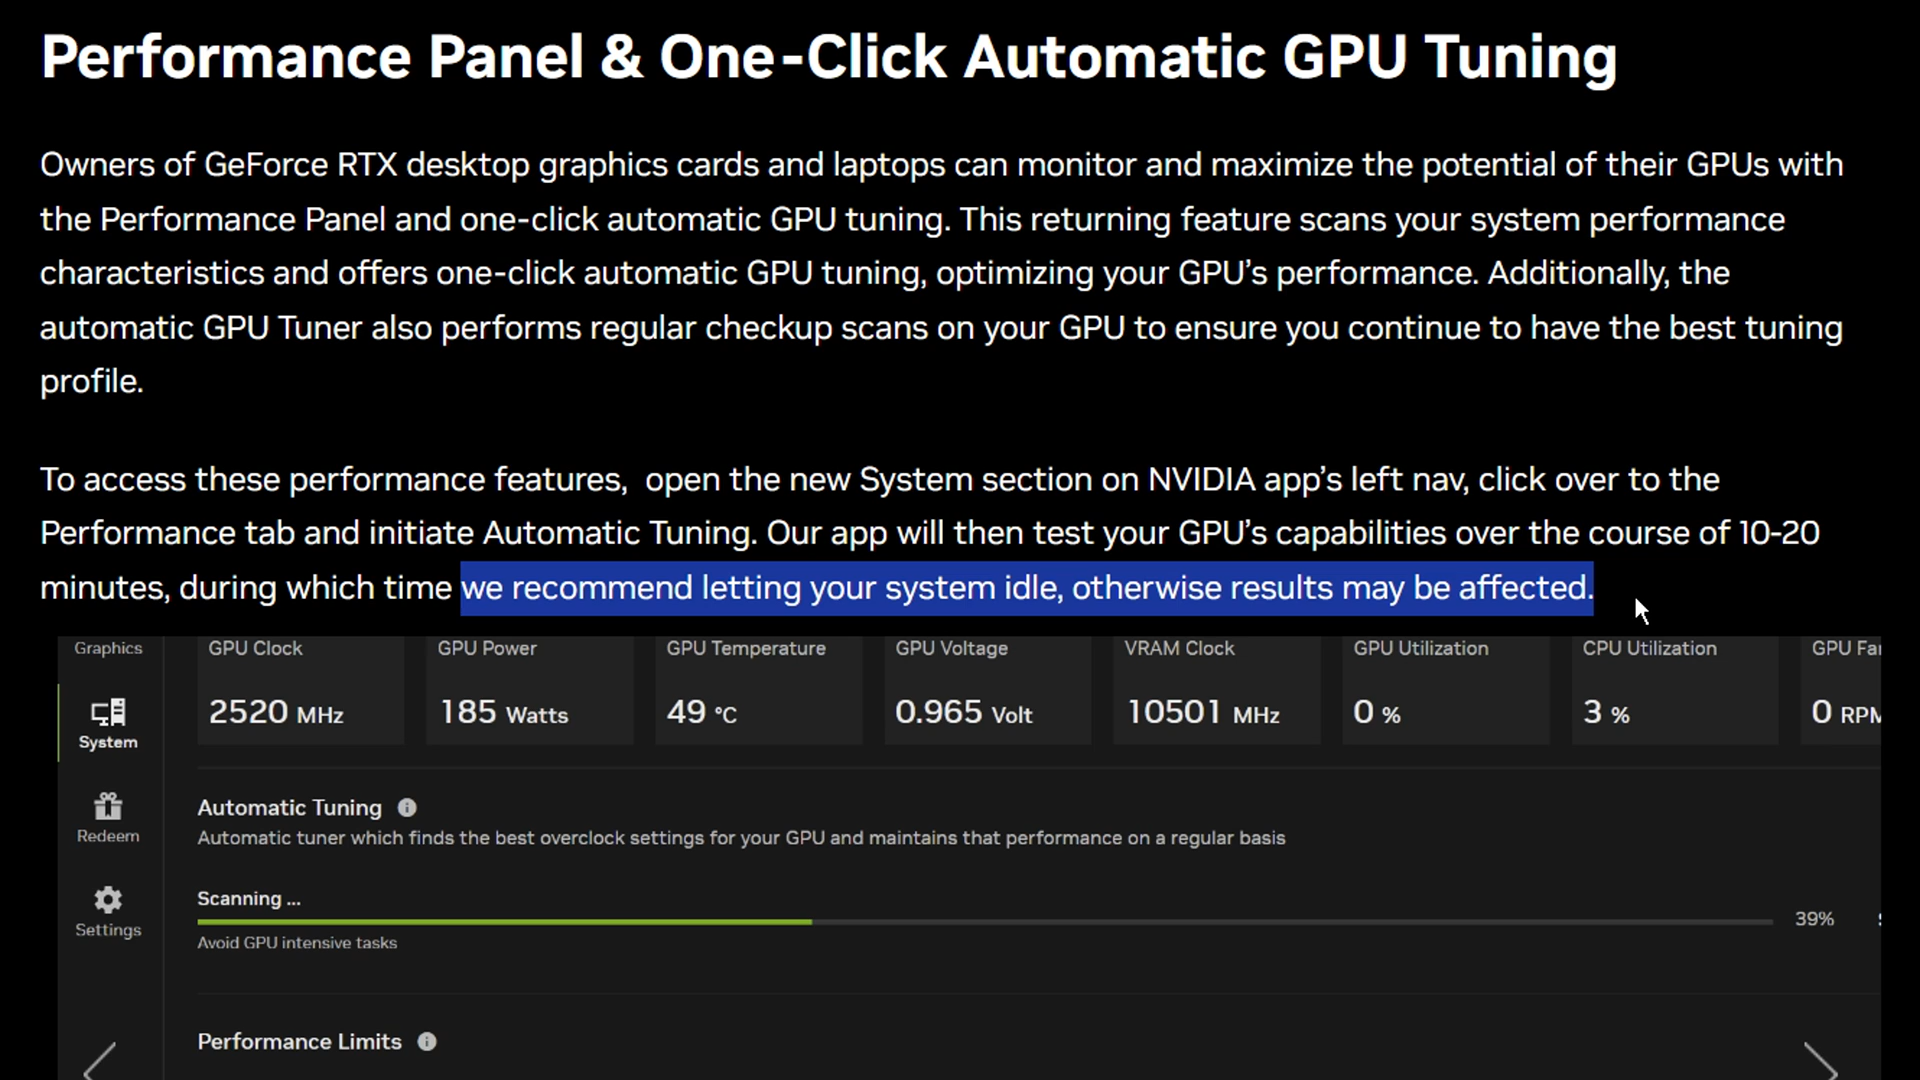 Performance Panel & One-Click Automatic GPU Tuning
Owners of GeForce RTX desktop graphics cards and laptops can monitor and maximize the potential of their GPUs with
the Performance Panel and one-click automatic GPU tuning. This returning feature scans your system performance
characteristics and offers one-click automatic GPU tuning, optimizing your GPU’s performance. Additionally, the
automatic GPU Tuner also performs regular checkup scans on your GPU to ensure you continue to have the best tuning
profile.
To access these performance features,  open the new System section on NVIDIA app’s left nav, click over to the
Performance tab and initiate Automatic Tuning. Our app will then test your GPU’s capabilities over the course of 10-20
minutes, during which time we recommend letting your system idle, otherwise results may be affected.
Graphics
GPU Clock
GPU Power
GPU Temperature
GPU Voltage
VRAM Clock
GPU Utilization
CPU Utilization
GPU
2520 MHz
185 Watts
49 °C
0.965 Volt
10501 MHz
0 %
3 %
0 RPM
System
Redeem
Settings
Automatic Tuning
Automatic tuner which finds the best overclock settings for your GPU and maintains that performance on a regular basis
Scanning ...
39%
Avoid GPU intensive tasks
Performance Limits